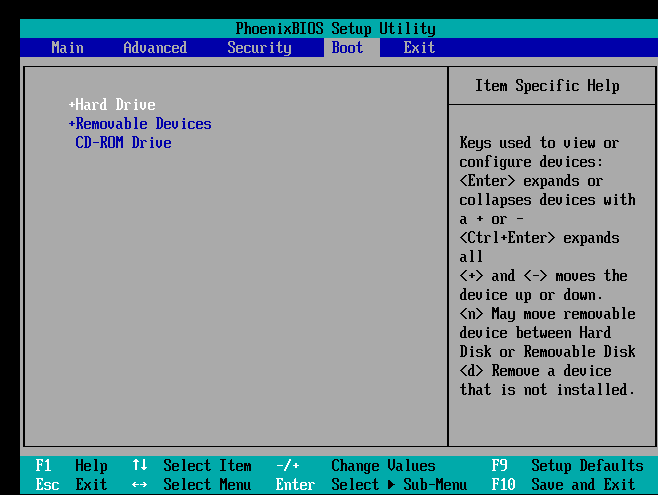 PhoenixBIOS Setup Utility
Main Advanced Security Boot Exit
+Hard Drive
+Removable Devices
CD-ROM Drive
Item Specific Help
Keys used to view or
configure devices:
<Enter> expands or
collapses devices with
a + or -
<Ctrl+Enter> expands
all
<+> and <-> moves the
device up or down.
<n> May move removable
device between Hard
Disk or Removable Disk
<d> Remove a device
that is not installed.
F1 Help ↑↓ Select Item -/+ Change Values F9 Setup Defaults
Esc Exit ↔ Select Menu Enter Select ▶ Sub-Menu F10 Save and Exit